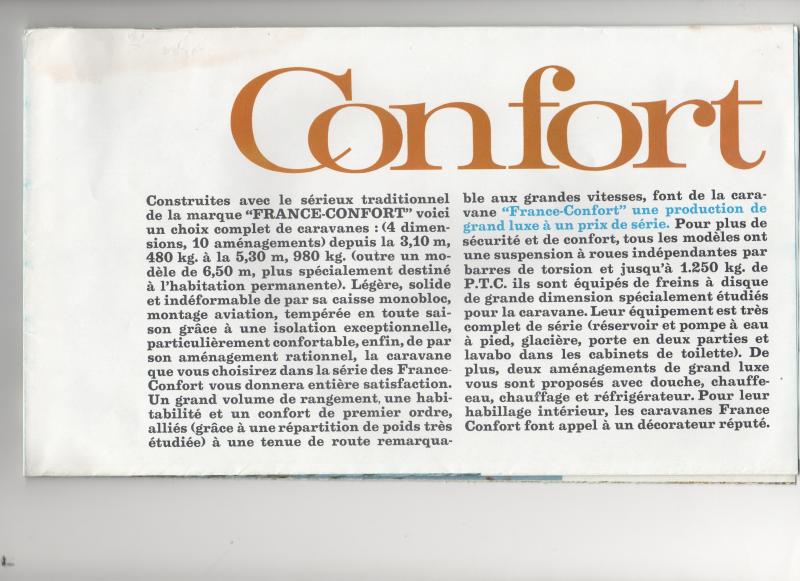 Confort
Construites avec le sérieux traditionnel
de la marque "FRANCE-CONFORT" voici
un choix complet de caravanes : (4 dimen-
sions, 10 aménagements) depuis la 3,10 m,
480 kg. à la 5,30 m, 980 kg. (outre un mo-
dèle de 6,50 m, plus spécialement destiné
à l'habitation permanente). Légère, solide
et indéformable de par sa caisse monobloc,
montage aviation, tempérée en toute sai-
son grâce à une isolation exceptionnelle,
particulièrement confortable, enfin, de par
son aménagement rationnel, la caravane
que vous choisirez dans la série des France-
Confort vous donnera entière satisfaction.
Un grand volume de rangement, une habi-
tabilité et un confort de premier ordre,
alliés (grâce à une répartition de poids très
étudiée) à une tenue de route remarqua-
ble aux grandes vitesses, font de la cara-
vane "France-Confort" une production de
grand luxe à un prix de série. Pour plus de
sécurité et de confort, tous les modèles ont
une suspension à roues indépendantes par
barres de torsion et jusqu'à 1.250 kg. de
P.T.C. ils sont équipés de freins à disque
de grande dimension spécialement étudiés
pour la caravane. Leur équipement est très
complet de série (réservoir et pompe à eau
à pied, glacière, porte en deux parties et
lavabo dans les cabinets de toilette). De
plus, deux aménagements de grand luxe
vous sont proposés avec douche, chauffe-
eau, chauffage et réfrigérateur. Pour leur
habillage intérieur, les caravanes France
Confort font appel à un décorateur réputé.